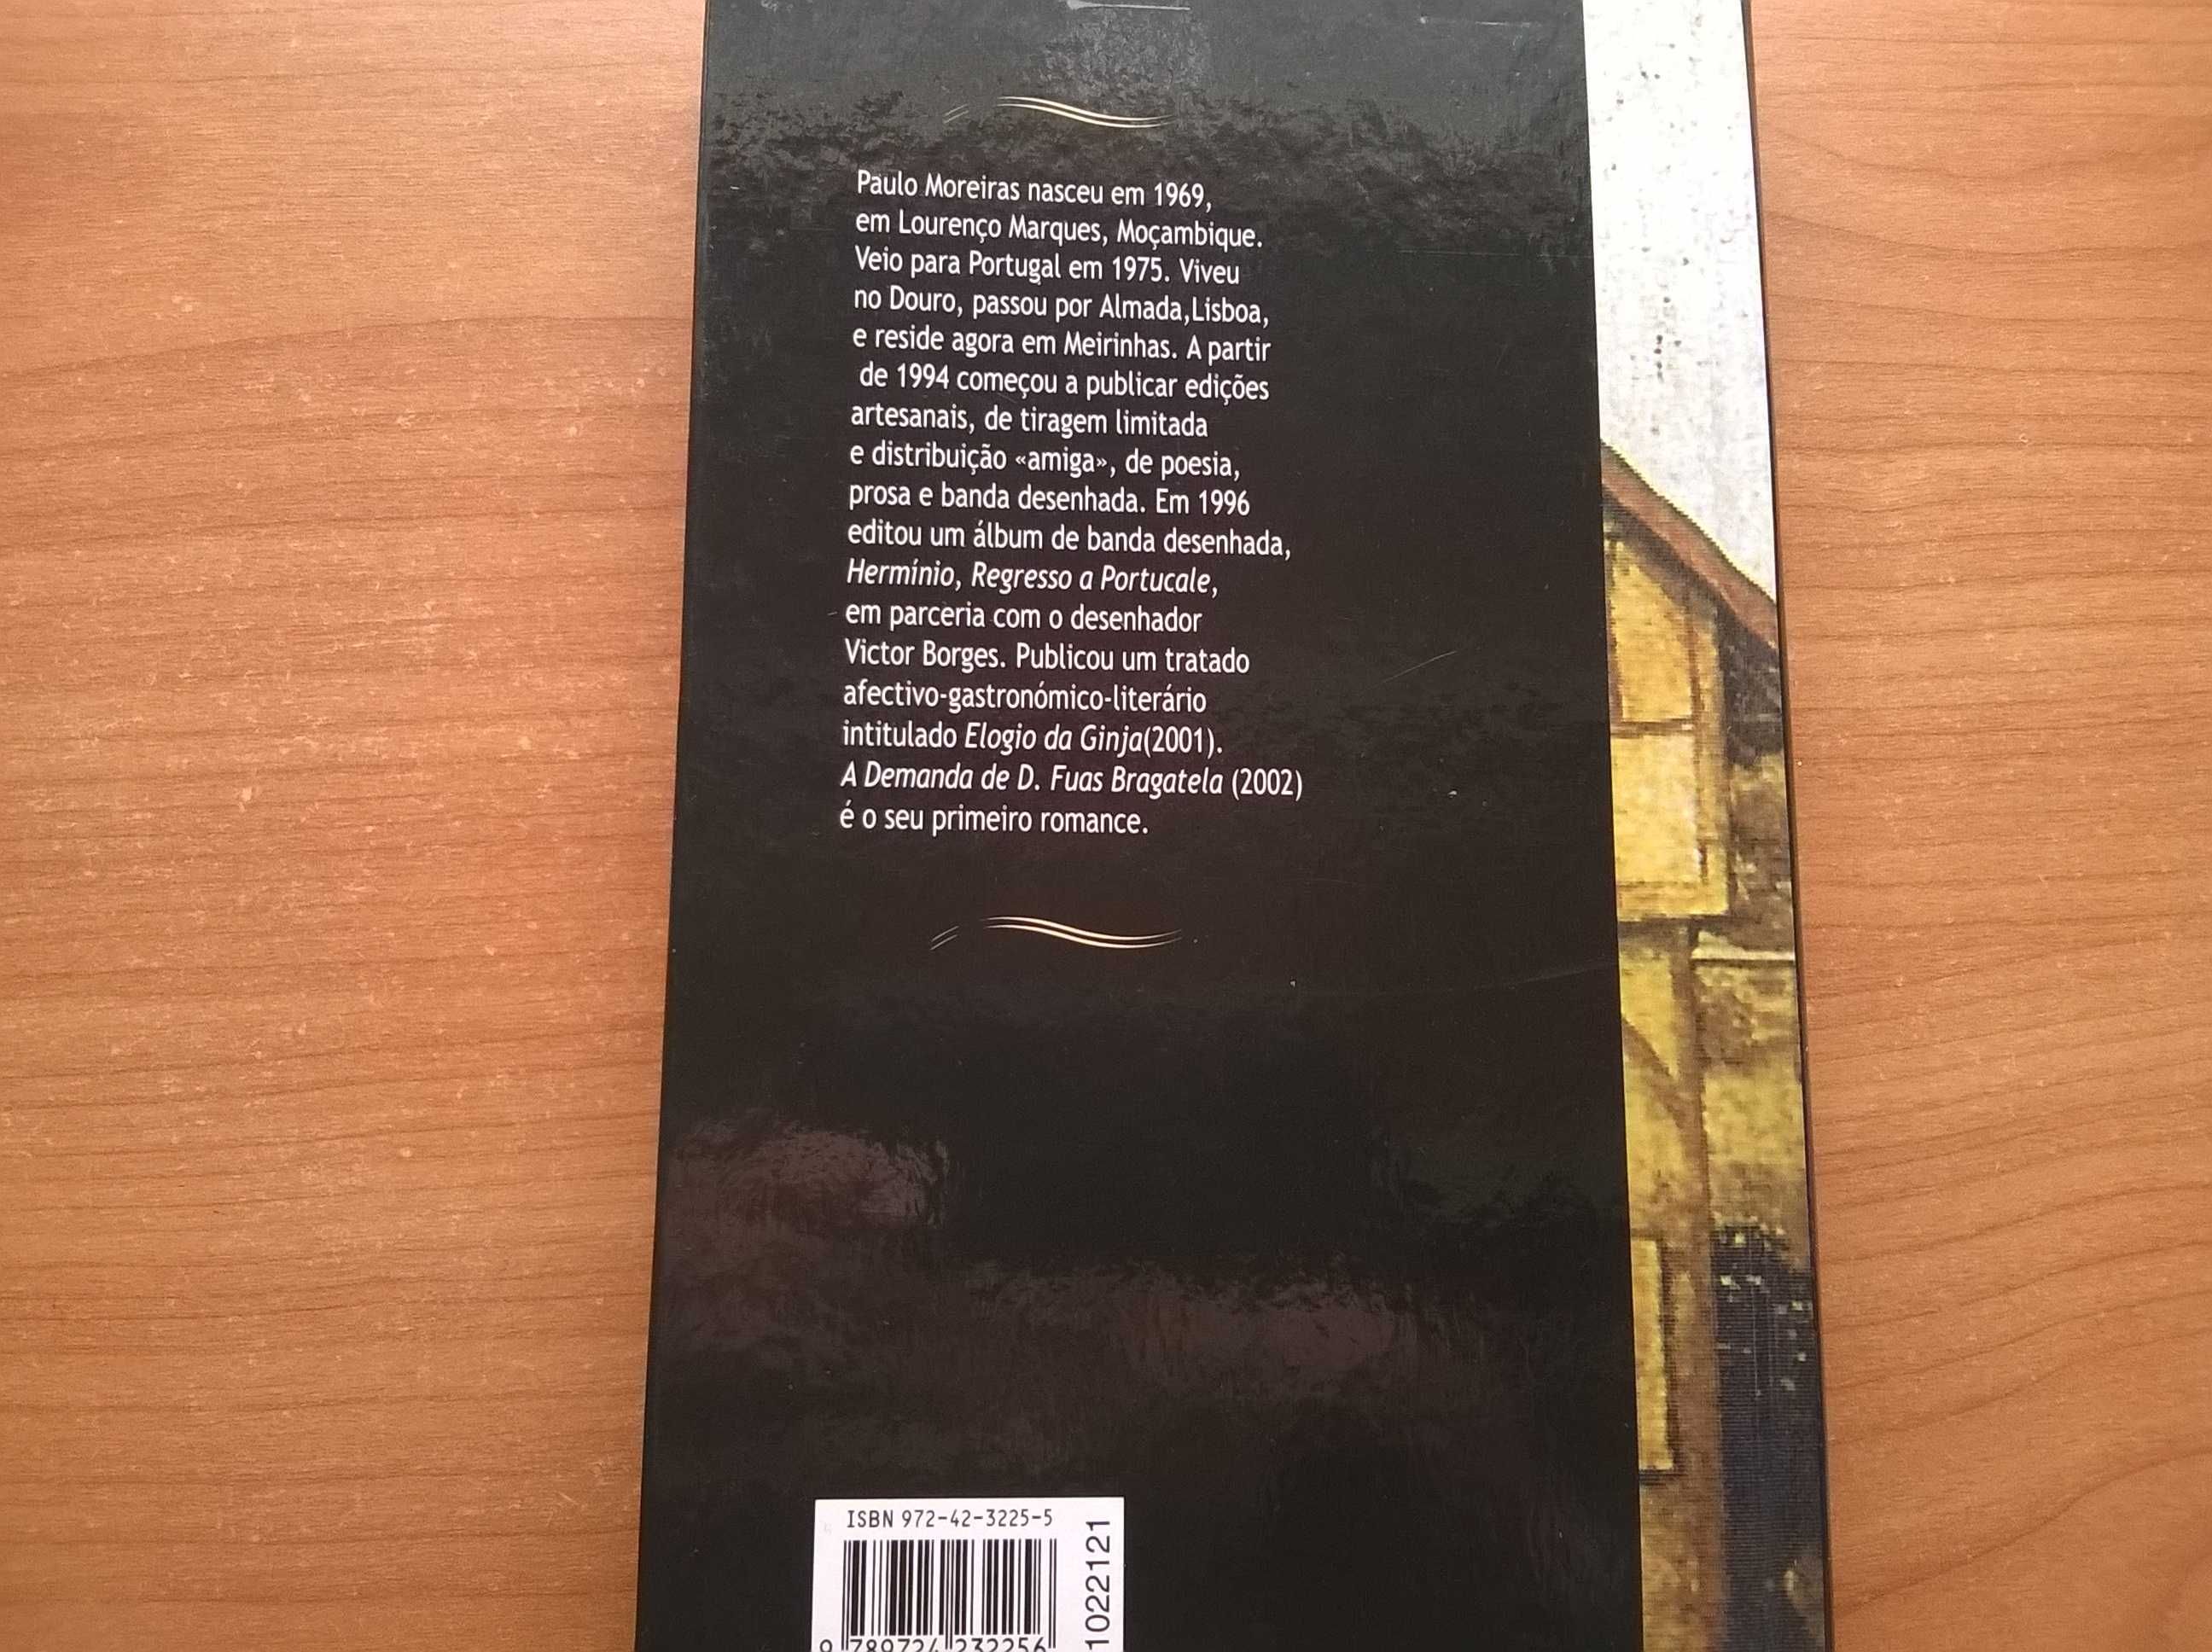 Paulo Moreiras nasceu em 1969,
em Lourenço Marques, Moçambique.
Veio para Portugal em 1975. Viveu
no Douro, passou por Almada,Lisboa,
e reside agora em Meirinhas. A partir
de 1994 começou a publicar edições
artesanais, de tiragem limitada
e distribuição «amiga», de poesia,
prosa e banda desenhada. Em 1996
editou um álbum de banda desenhada,
Hermínio, Regresso a Portucale,
em parceria com o desenhador
Victor Borges. Publicou um tratado
afectivo-gastronómico-literário
intitulado Elogio da Ginja(2001).
A Demanda de D. Fuas Bragatela (2002)
é o seu primeiro romance.
ISBN 972-42-3225-5
9 789724 232256
1022121